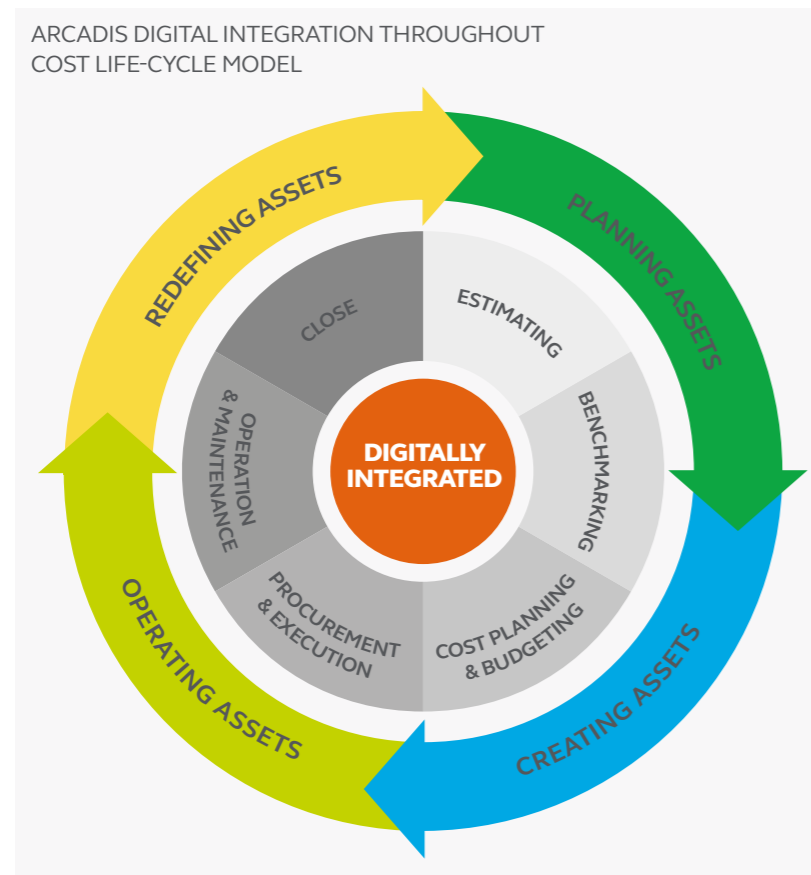 ARCADIS DIGITAL INTEGRATION THROUGHOUT
COST LIFE-CYCLE MODEL
REDEFINING ASSETS
PLANNING ASSETS
CREATING ASSETS
OPERATING ASSETS
CLOSE
ESTIMATING
BENCHMARKING
COST PLANNING
& BUDGETING
PROCUREMENT
& EXECUTION
OPERATION
& MAINTENANCE
DIGITALLY
INTEGRATED